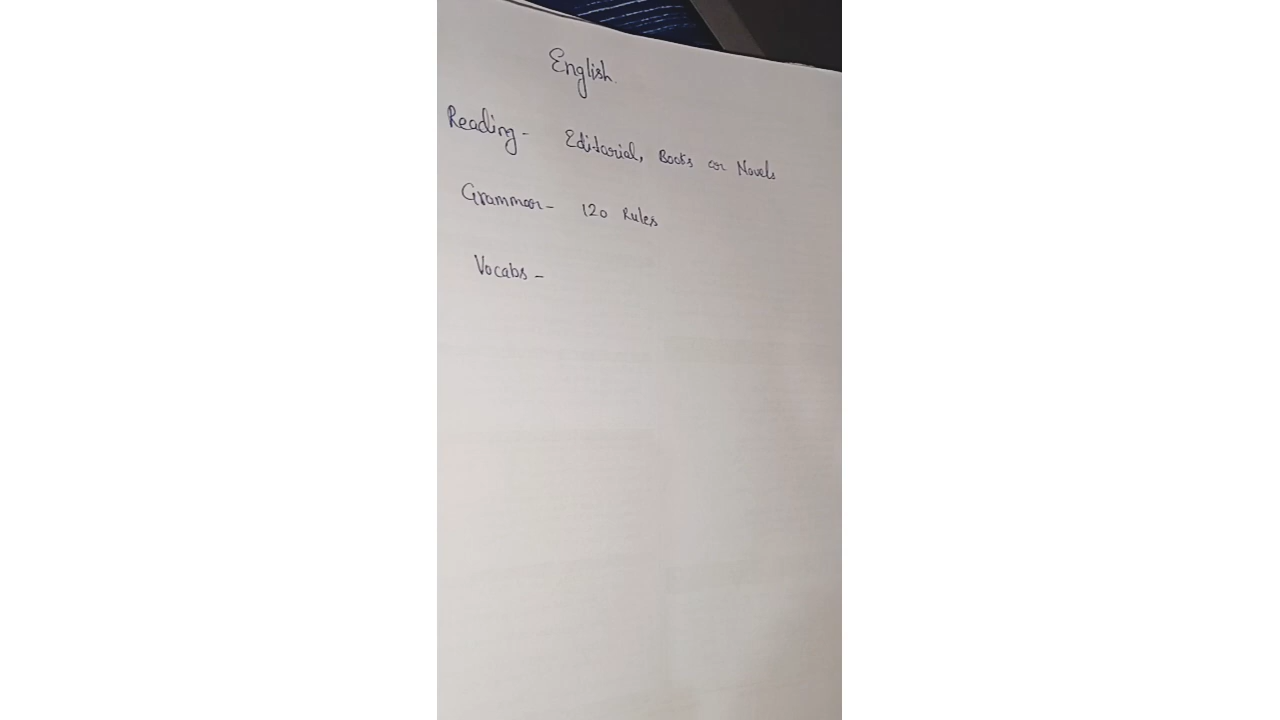 English
Reading- Editorial, Books or Novels
Grammar- 120 Rules
Vocabs-